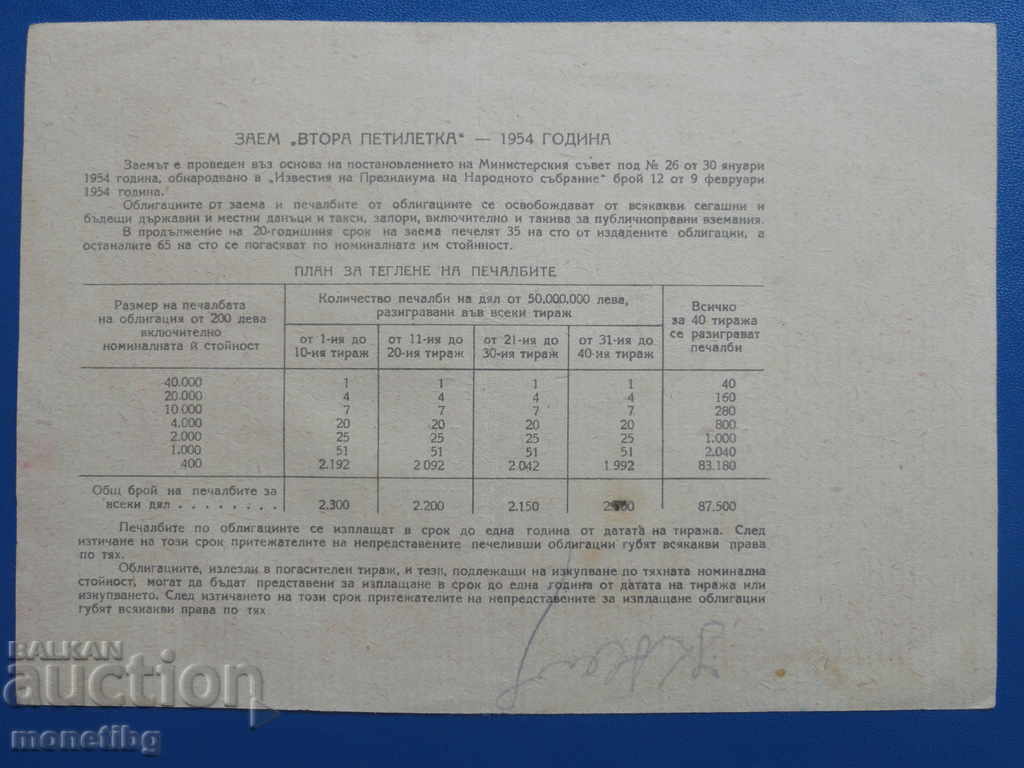 ЗАЕМ „ВТОРА ПЕТИЛЕТКА“ — 1954 ГОДИНА
Заемът е проведен въз основа на постановлението на Министерския съвет под № 26 от 30 януари
1954 година, обнародвано в „Известия на Президиума на Народното събрание“ брой 12 от 9 февруари
1954 година.
Облигациите от заема и печалбите от облигациите се освобождават от всякакви сегашни и
бъдещи държавни и местни данъци и такси, запори, включително и такива за публичноправни вземания.
В продължение на 20-годишния срок на заема печелят 35 на сто от издадените облигации, а
останалите 65 на сто се погасяват по номиналната им стойнност.
ПЛАН ЗА ТЕГЛЕНЕ НА ПЕЧАЛБИТЕ
Размер на печалбата на облигация от 200 лева включително номиналната ѝ стойност
Количество печалби на дял от 50,000,000 лева,
разигравани във всеки тираж
Всичко за 40 тиража се разиграват печалби
от 1-ия до 10-ия тираж от 11-ия до 20-ия тираж от 21-ия до 30-ия тираж от 31-ия до 40-ия тираж
40.000 1 1 1 1 40
20.000 4 4 4 4 160
10 000 7 7 7 7 280
4.000 20 20 20 20 800
2.000 25 25 25 25 1.000
1.000 51 51 51 51 2.040
400 2.192 2 092 2 042 1.992 83.180
Общ брой на печалбите за
всеки дял . . . . . . . . 2.300 2.200 2.150 87.500
Печалбите по облигациите се изплащат в срок до една година от датата на тиража. След
изтичане на този срок притежателите на непредставените печеливши облигации губят всякакви права
по тях.
Облигациите, излезли в погасителен тираж, и тези, подлежащи на изкупуване по тяхната номинална
стойност, могат да бъдат представени за изплащане в срок до една година от датата на тиража или
изкупуването. След изтичането на този срок притежателите на непредставените за изплащане облигации
губят всякакви права по тях
BALKAN
auction
monetibg